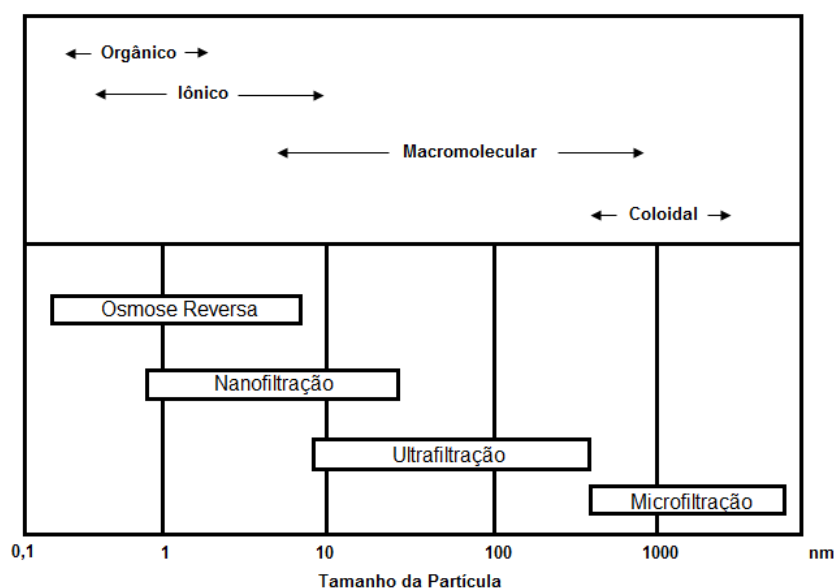 Orgânico
Iônico
Macromolecular
Coloidal
Osmose Reversa
Nanofiltração
Ultrafiltração
Microfiltração
0,1 1 10 100 1000 nm
Tamanho da Partícula